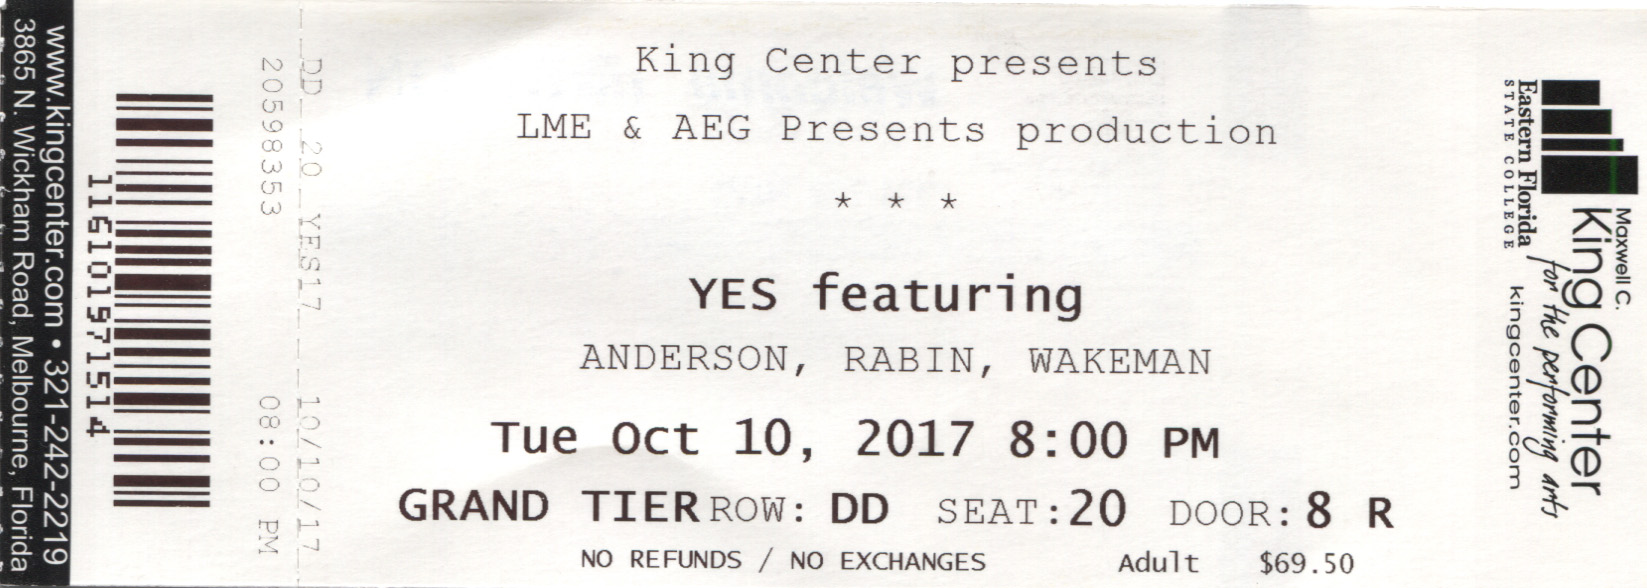 www.kingcenter.com • 321-242-2219
3865 N. Wickham Road, Melbourne, Florida
116101971514
DD 20 YES17 10/10/17
20598353 08:00 PM
King Center presents
LME & AEG Presents production
* * *
YES featuring
ANDERSON, RABIN, WAKEMAN
Tue Oct 10, 2017 8:00 PM
GRAND TIER ROW: DD SEAT:20 DOOR:8 R
NO REFUNDS / NO EXCHANGES Adult $69.50
Maxwell C.
King Center
for the performing arts
Eastern Florida
STATE COLLEGE
kingcenter.com